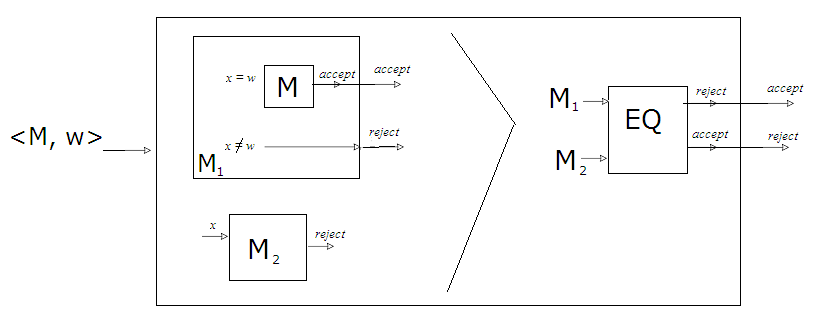 <M, w>
x = w
M
accept
accept
x ≠ w
reject
M1
x
M2
reject
M1
M2
EQ
reject
accept
accept
reject